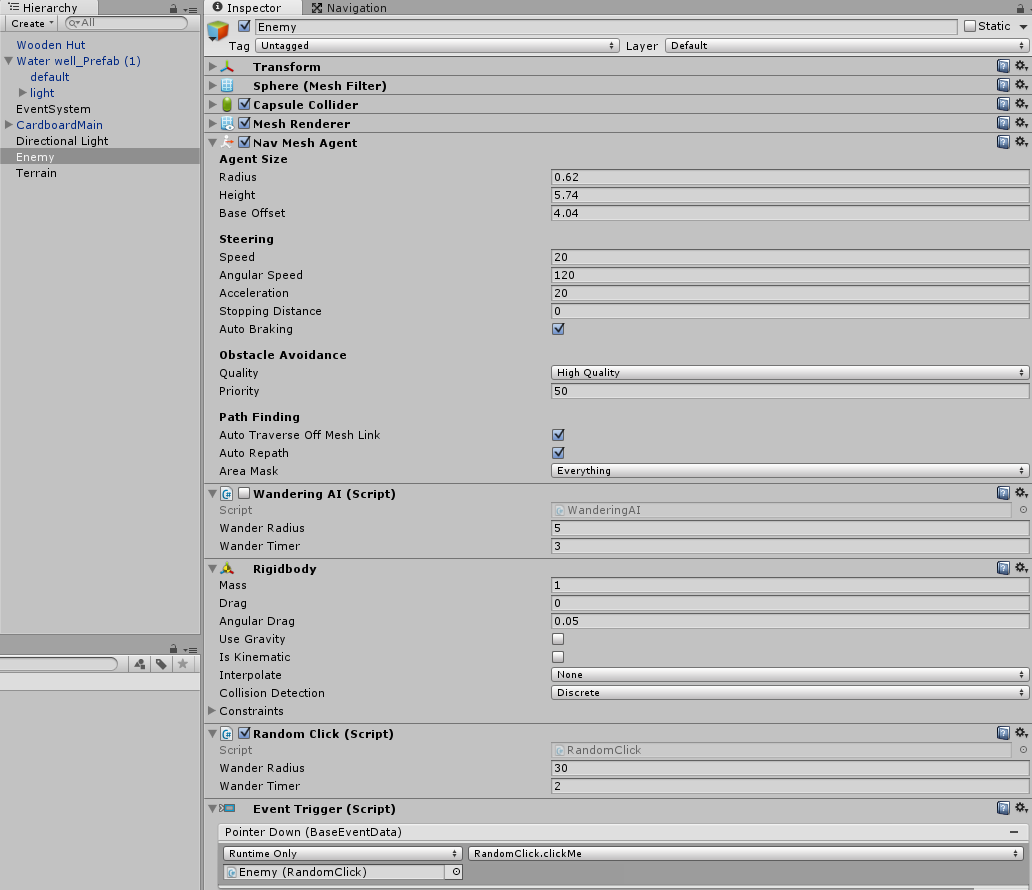 Hierarchy
Create
All
Wooden Hut
Water well_Prefab (1)
default
light
EventSystem
CardboardMain
Directional Light
Enemy
Terrain
Inspector
Navigation
Enemy
Static
Tag
Untagged
Layer
Default
Transform
Sphere (Mesh Filter)
Capsule Collider
Mesh Renderer
Nav Mesh Agent
Agent Size
Radius 0.62
Height 5.74
Base Offset 4.04
Steering
Speed 20
Angular Speed 120
Acceleration 20
Stopping Distance 0
Auto Braking
Obstacle Avoidance
Quality High Quality
Priority 50
Path Finding
Auto Traverse Off Mesh Link
Auto Repath
Area Mask Everything
Wandering AI (Script)
Script WanderingAI
Wander Radius 5
Wander Timer 3
Rigidbody
Mass 1
Drag 0
Angular Drag 0.05
Use Gravity
Is Kinematic
Interpolate None
Collision Detection Discrete
Constraints
Random Click (Script)
Script RandomClick
Wander Radius 30
Wander Timer 2
Event Trigger (Script)
Pointer Down (BaseEventData)
Runtime Only RandomClick.clickMe
Enemy (RandomClick)